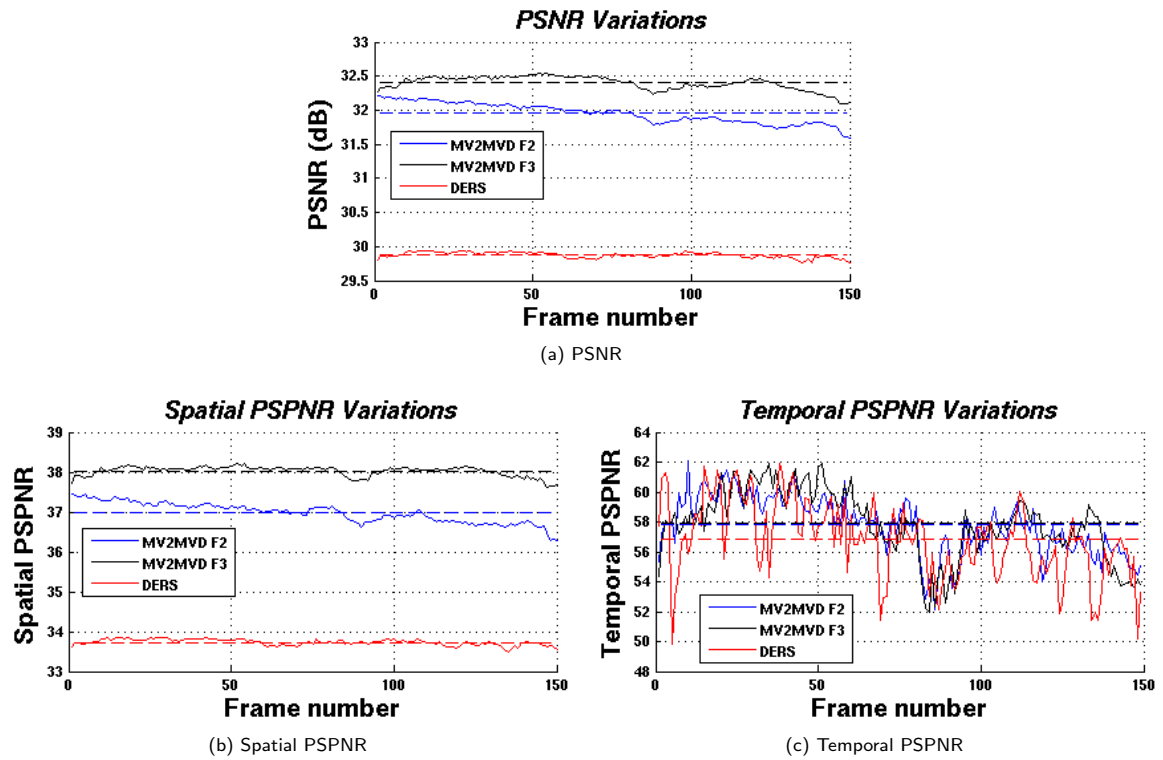 PSNR Variations
33
32.5
32
31.5
31
30.5
30
29.5
PSNR (dB)
MV2MVD F2
MV2MVD F3
DERS
0
50
100
150
Frame number
(a) PSNR
Spatial PSPNR Variations
39
38
37
36
35
34
33
Spatial PSPNR
MV2MVD F2
MV2MVD F3
DERS
0
50
100
150
Frame number
(b) Spatial PSPNR
Temporal PSPNR Variations
64
62
60
58
56
54
52
50
48
Temporal PSPNR
MV2MVD F2
MV2MVD F3
DERS
0
50
100
150
Frame number
(c) Temporal PSPNR